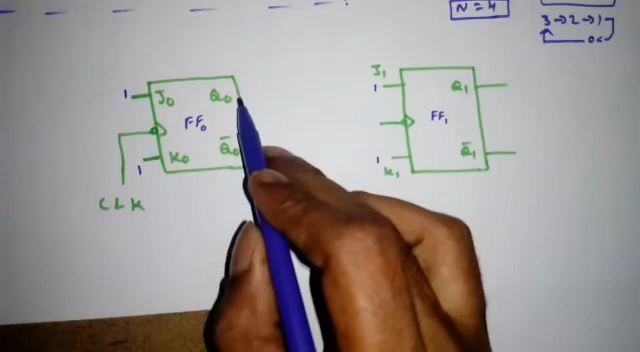 N = 4
3→2→1
0
J₀ Q₀
1
FF₀
K₀ Q̄₀
1
CLK
J₁
1
Q₁
FF₁
Q̄₁
1
K₁